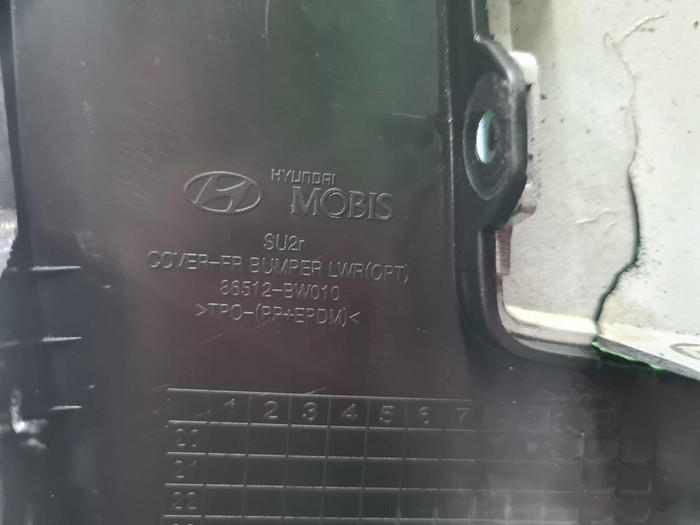 HYUNDAI
MOBIS
SU2r
COVER-FR BUMPER LWR(OPT)
86512-BW010
>TPO-(PP+EPDM)<
1 2 3 4 5 6 7
20
21
22